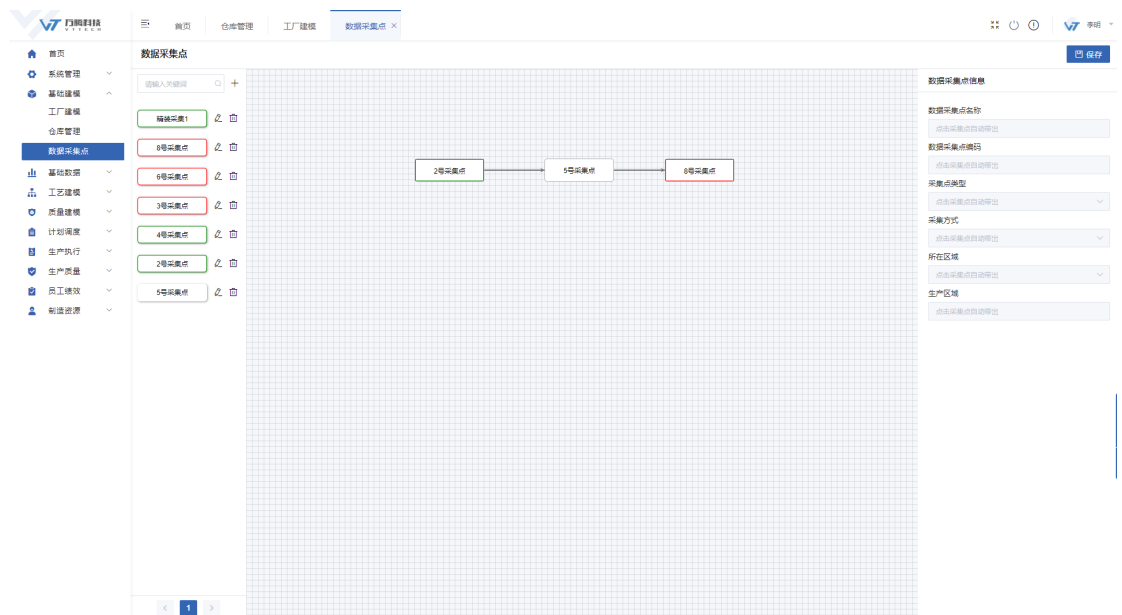 万腾科技
VTTECH
首页
仓库管理
工厂建模
数据采集点 ×
李明
首页
系统管理
基础建模
工厂建模
仓库管理
数据采集点
基础数据
工艺建模
质量建模
计划调度
生产执行
生产质量
员工绩效
制造资源
数据采集点
保存
请输入关键词
精装采集1
8号采集点
6号采集点
3号采集点
4号采集点
2号采集点
5号采集点
< 1 >
2号采集点
5号采集点
8号采集点
数据采集点信息
数据采集点名称
点击采集点自动带出
数据采集点编码
点击采集点自动带出
采集点类型
点击采集点自动带出
采集方式
点击采集点自动带出
所在区域
点击采集点自动带出
生产区域
点击采集点自动带出